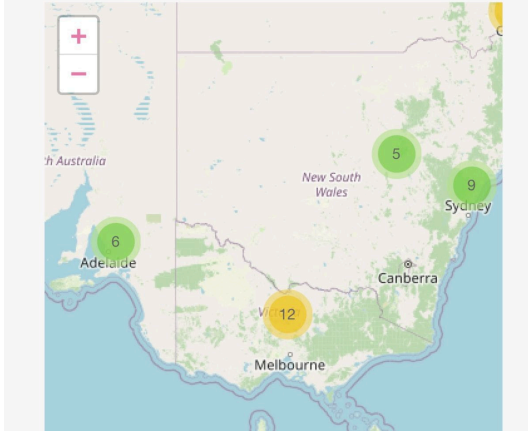 +
−
th Australia
5
New South
Wales
9
Sydney
6
Adelaide
Canberra
12
Melbourne